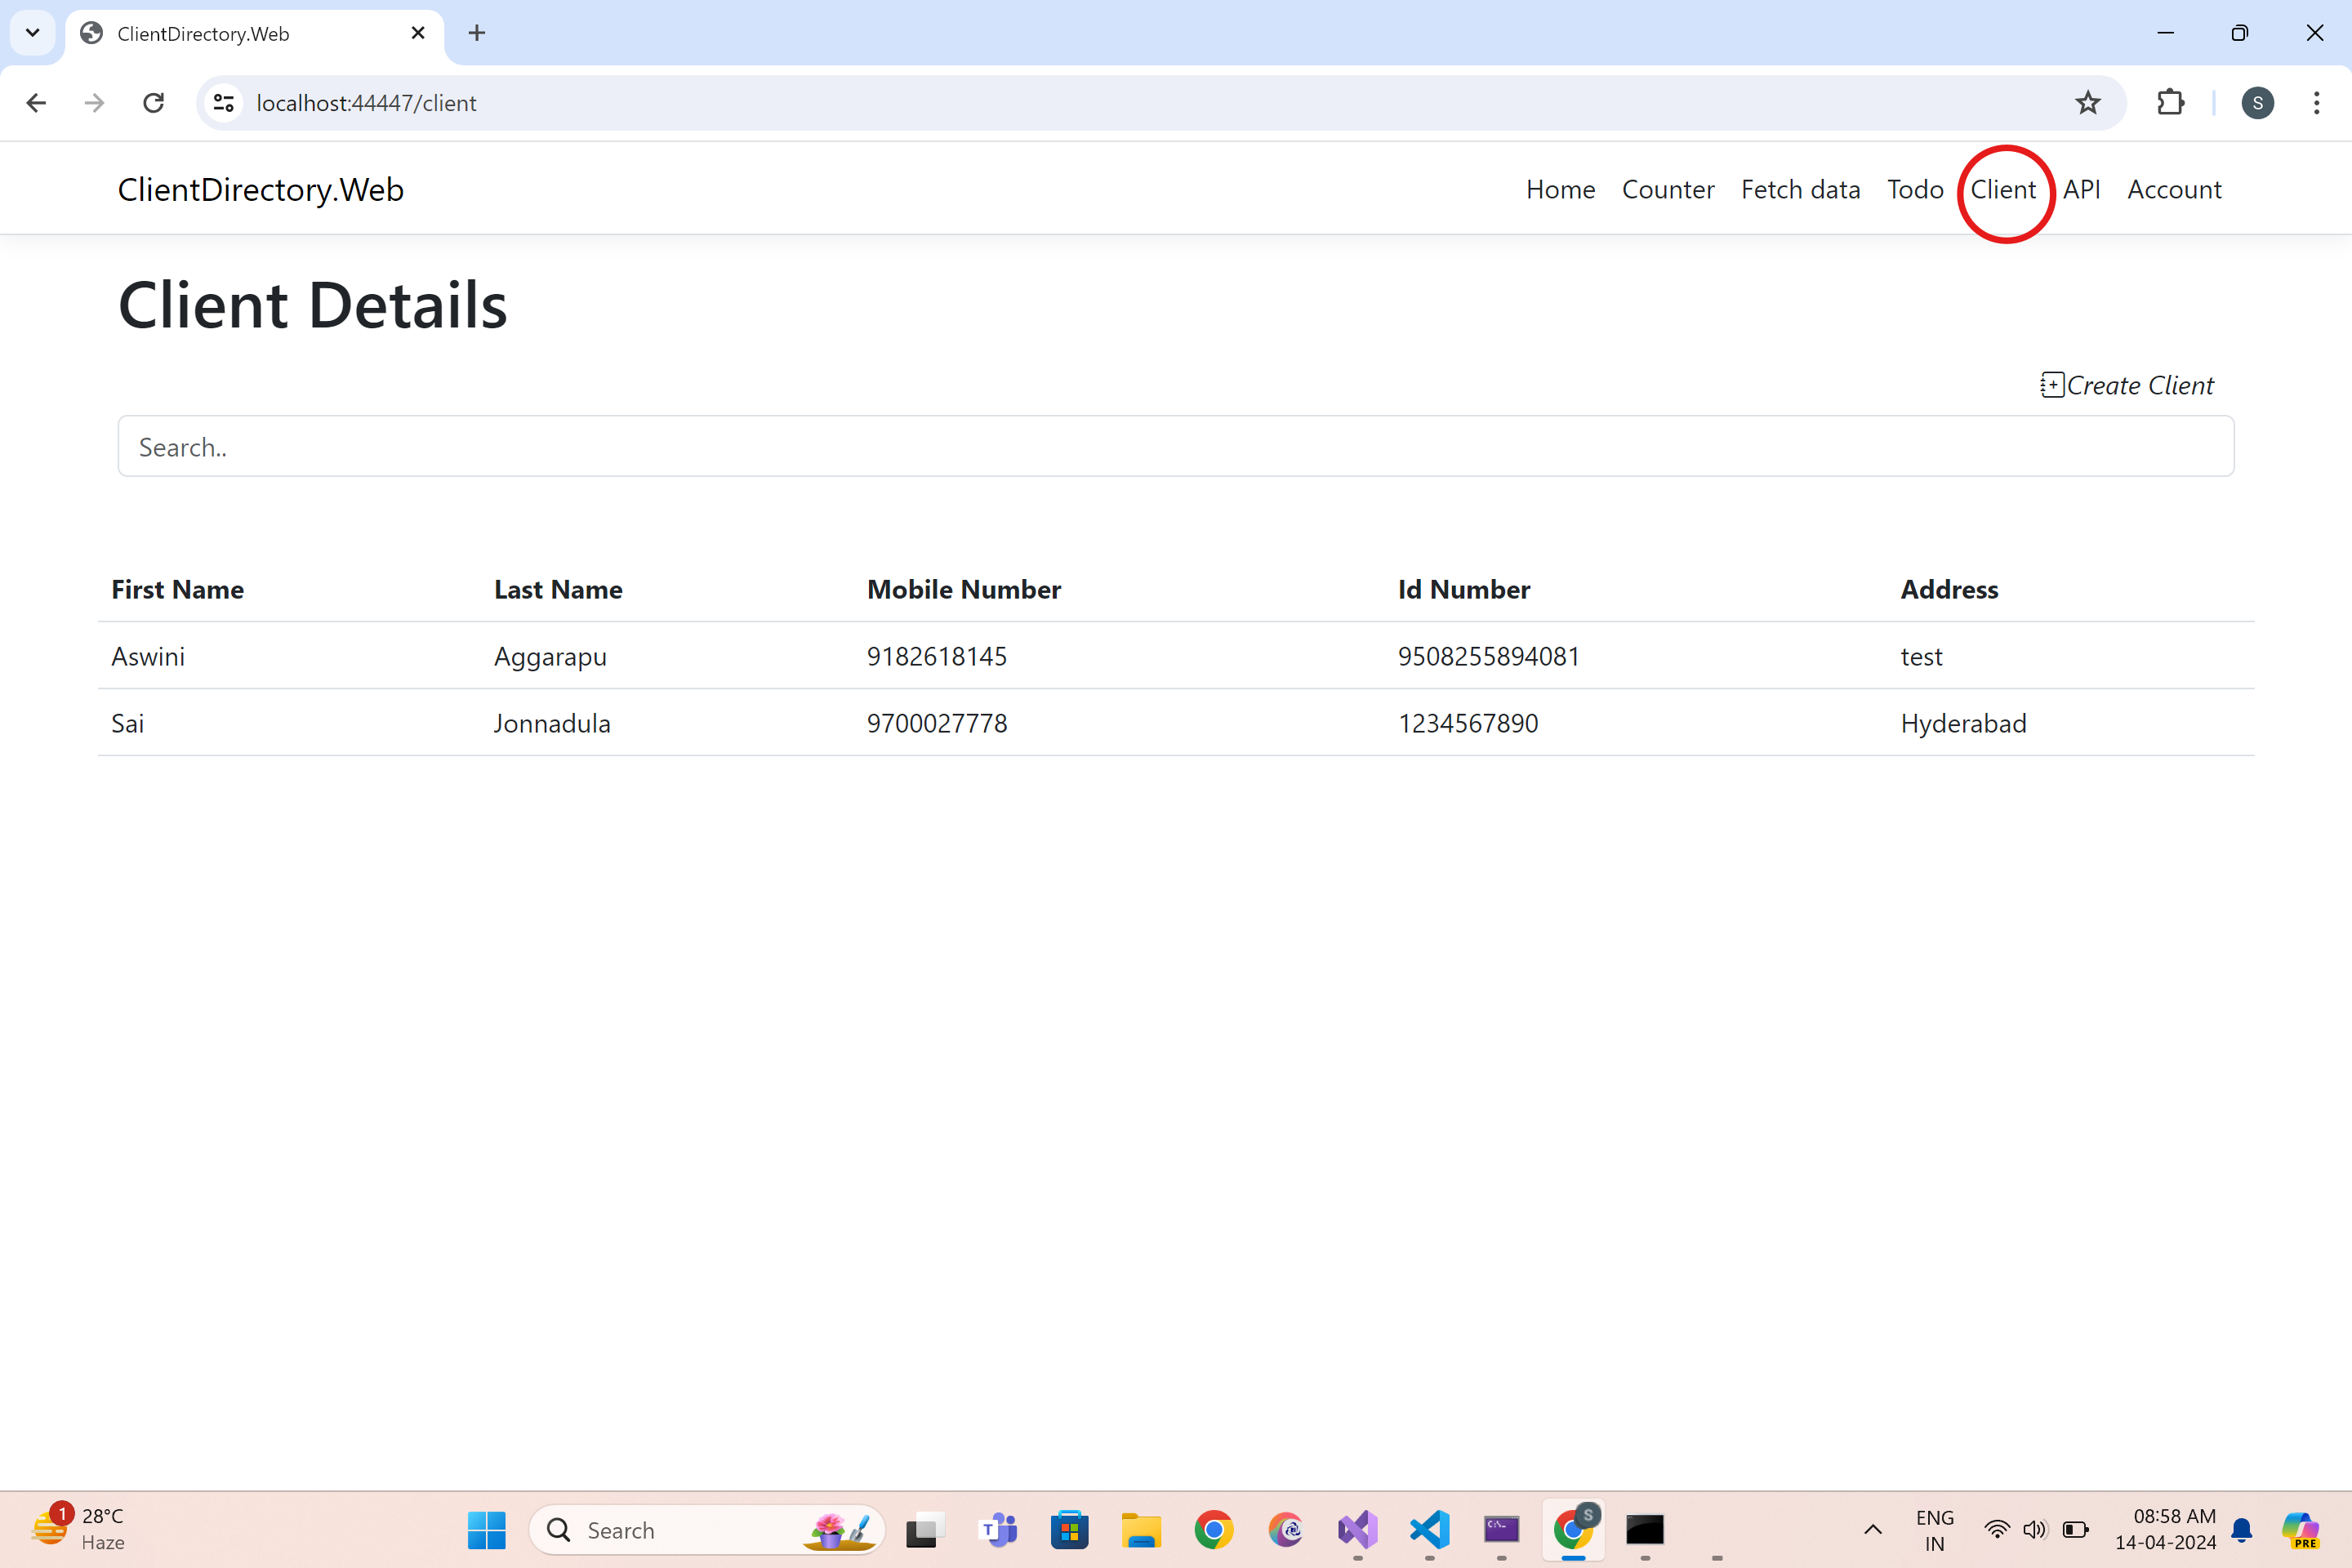 ClientDirectory.Web
localhost:44447/client
S
ClientDirectory.Web Home Counter Fetch data Todo Client API Account
Client Details
Create Client
Search..
First Name Last Name Mobile Number Id Number Address
Aswini Aggarapu 9182618145 9508255894081 test
Sai Jonnadula 9700027778 1234567890 Hyderabad
1
28°C
Haze
Search
T
C:\_
S
ENG
IN
08:58 AM
14-04-2024
PRE